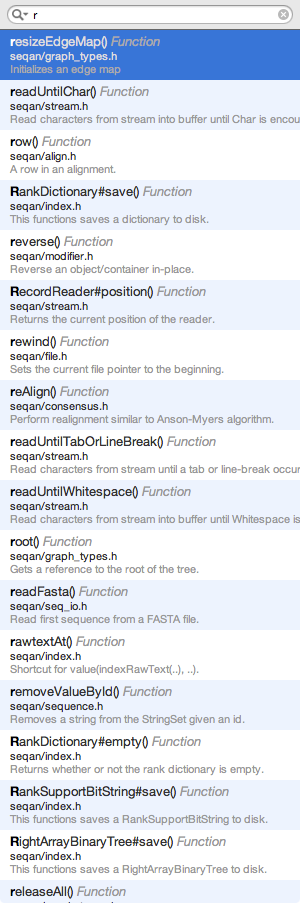 r
resizeEdgeMap() Function
seqan/graph_types.h
Initializes an edge map
readUntilChar() Function
seqan/stream.h
Read characters from stream into buffer until Char is encou
row() Function
seqan/align.h
A row in an alignment.
RankDictionary#save() Function
seqan/index.h
This functions saves a dictionary to disk.
reverse() Function
seqan/modifier.h
Reverse an object/container in-place.
RecordReader#position() Function
seqan/stream.h
Returns the current position of the reader.
rewind() Function
seqan/file.h
Sets the current file pointer to the beginning.
reAlign() Function
seqan/consensus.h
Perform realignment similar to Anson-Myers algorithm.
readUntilTabOrLineBreak() Function
seqan/stream.h
Read characters from stream until a tab or line-break occur
readUntilWhitespace() Function
seqan/stream.h
Read characters from stream into buffer until Whitespace is
root() Function
seqan/graph_types.h
Gets a reference to the root of the tree.
readFasta() Function
seqan/seq_io.h
Read first sequence from a FASTA file.
rawtextAt() Function
seqan/index.h
Shortcut for value(indexRawText(..), ..).
removeValueById() Function
seqan/sequence.h
Removes a string from the StringSet given an id.
RankDictionary#empty() Function
seqan/index.h
Returns whether or not the rank dictionary is empty.
RankSupportBitString#save() Function
seqan/index.h
This functions saves a RankSupportBitString to disk.
RightArrayBinaryTree#save() Function
seqan/index.h
This functions saves a RightArrayBinaryTree to disk.
releaseAll() Function